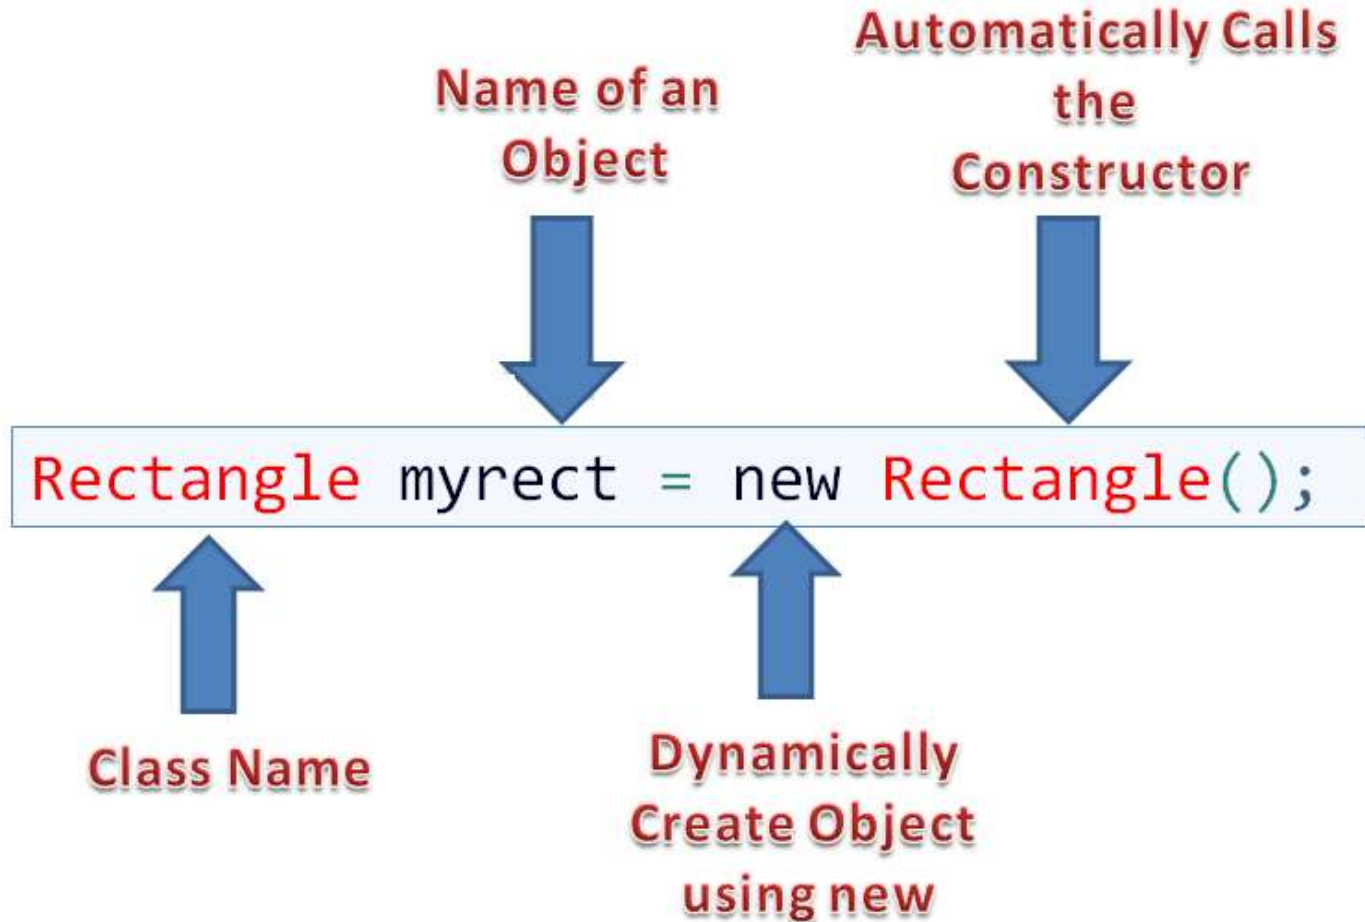 Name of an
Object
Automatically Calls
the
Constructor
Rectangle myrect = new Rectangle();
Class Name
Dynamically
Create Object
using new